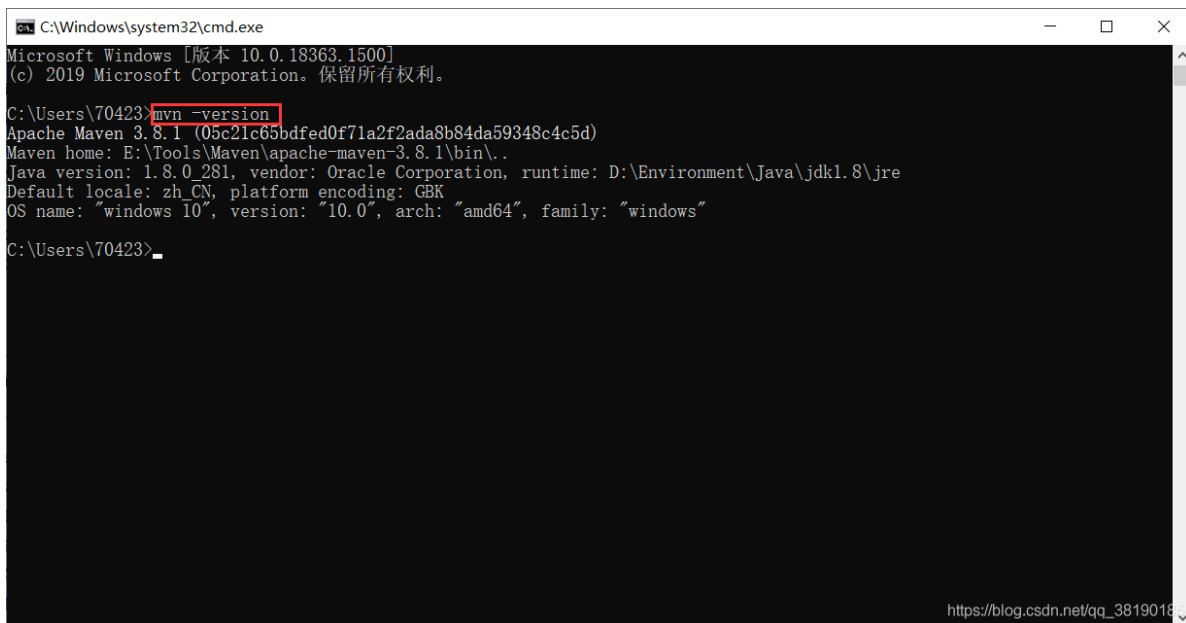 C:\Windows\system32\cmd.exe
Microsoft Windows [版本 10.0.18363.1500]
(c) 2019 Microsoft Corporation。保留所有权利。
C:\Users\70423>mvn -version
Apache Maven 3.8.1 (05c21c65bdfed0f71a2f2ada8b84da59348c4c5d)
Maven home: E:\Tools\Maven\apache-maven-3.8.1\bin\..
Java version: 1.8.0_281, vendor: Oracle Corporation, runtime: D:\Environment\Java\jdk1.8\jre
Default locale: zh_CN, platform encoding: GBK
OS name: "windows 10", version: "10.0", arch: "amd64", family: "windows"
C:\Users\70423>